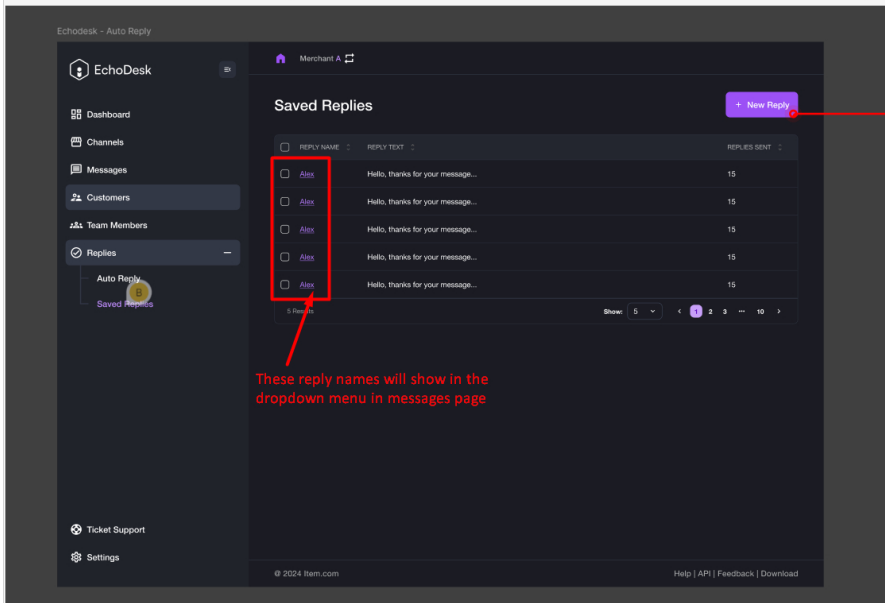 Echodesk - Auto Reply
EchoDesk
Merchant A
Dashboard
Channels
Messages
Customers
Team Members
Replies
Auto Reply
Saved Replies
Ticket Support
Settings
Saved Replies
+ New Reply
REPLY NAME REPLY TEXT REPLIES SENT
Alex Hello, thanks for your message... 15
Alex Hello, thanks for your message... 15
Alex Hello, thanks for your message... 15
Alex Hello, thanks for your message... 15
Alex Hello, thanks for your message... 15
5 Results Show: 5 < 1 2 3 ... 10 >
These reply names will show in the
dropdown menu in messages page
B
@ 2024 Item.com Help | API | Feedback | Download